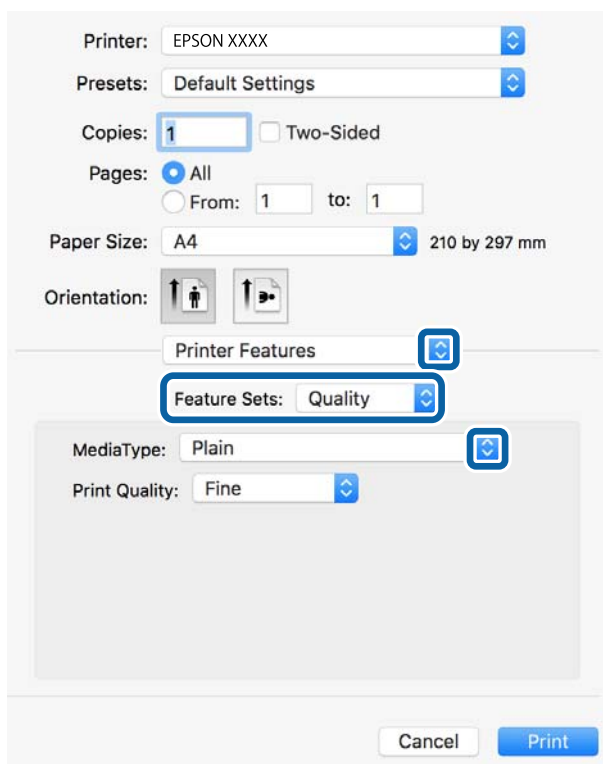 Printer: EPSON XXXX
Presets: Default Settings
Copies: 1 Two-Sided
Pages: All
From: 1 to: 1
Paper Size: A4 210 by 297 mm
Orientation:
Printer Features
Feature Sets: Quality
MediaType: Plain
Print Quality: Fine
Cancel Print